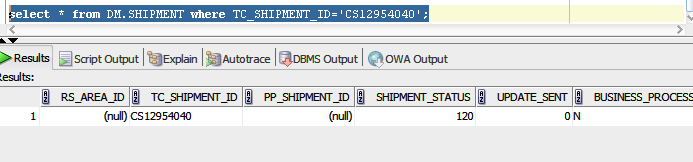 select * from DM.SHIPMENT where TC_SHIPMENT_ID='CS12954040';
Results Script Output Explain Autotrace DBMS Output OWA Output
Results:
RS_AREA_ID TC_SHIPMENT_ID PP_SHIPMENT_ID SHIPMENT_STATUS UPDATE_SENT BUSINESS_PROCESS
1 (null) CS12954040 (null) 120 0 N